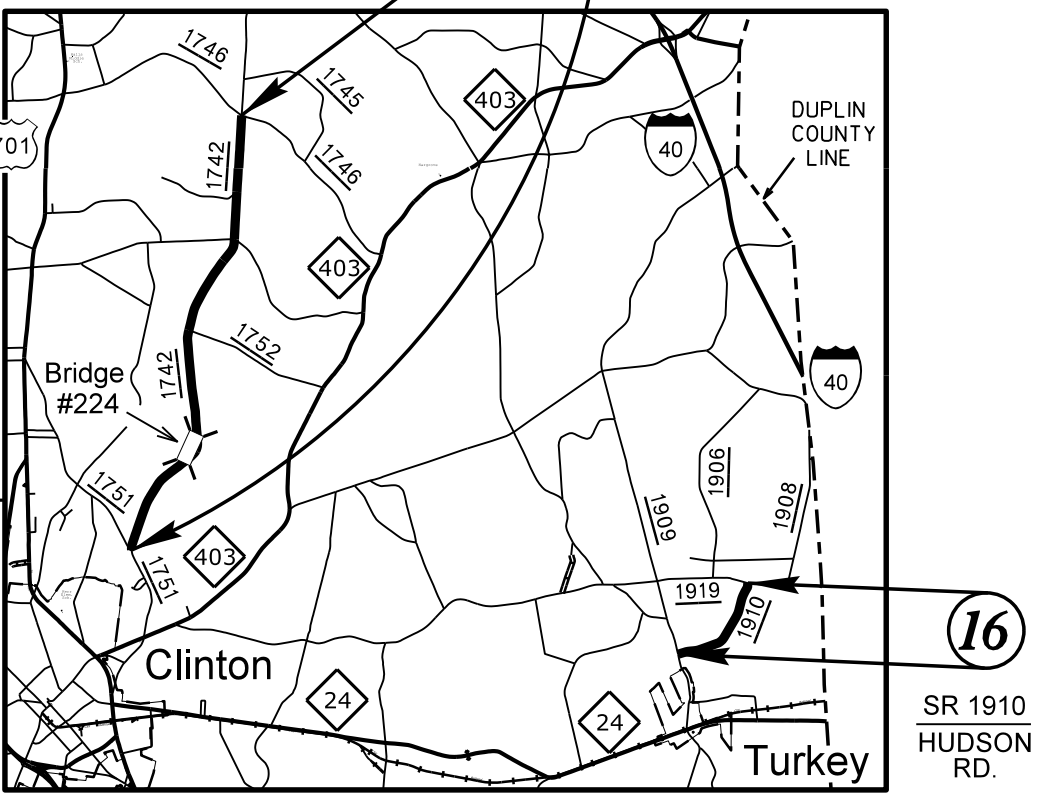 1746
1745
403
DUPLIN
COUNTY
LINE
40
701
1742
1746
403
1752
1742
Bridge
#224
40
1751
1906
1908
1909
403
1751
1919
1910
16
Clinton
24
24
SR 1910
HUDSON
RD.
Turkey